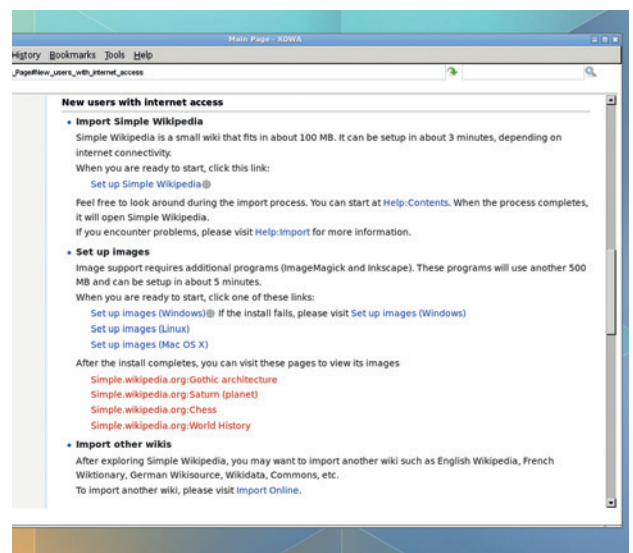 Main Page - XOWA
History Bookmarks Tools Help
_Page#New_users_with_internet_access
New users with internet access
• Import Simple Wikipedia
Simple Wikipedia is a small wiki that fits in about 100 MB. It can be setup in about 3 minutes, depending on
internet connectivity.
When you are ready to start, click this link:
Set up Simple Wikipedia
Feel free to look around during the import process. You can start at Help:Contents. When the process completes,
it will open Simple Wikipedia.
If you encounter problems, please visit Help:Import for more information.
• Set up images
Image support requires additional programs (ImageMagick and Inkscape). These programs will use another 500
MB and can be setup in about 5 minutes.
When you are ready to start, click one of these links:
Set up images (Windows) If the install fails, please visit Set up images (Windows)
Set up images (Linux)
Set up images (Mac OS X)
After the install completes, you can visit these pages to view its images
Simple.wikipedia.org:Gothic architecture
Simple.wikipedia.org:Saturn (planet)
Simple.wikipedia.org:Chess
Simple.wikipedia.org:World History
• Import other wikis
After exploring Simple Wikipedia, you may want to import another wiki such as English Wikipedia, French
Wiktionary, German Wikisource, Wikidata, Commons, etc.
To import another wiki, please visit Import Online.